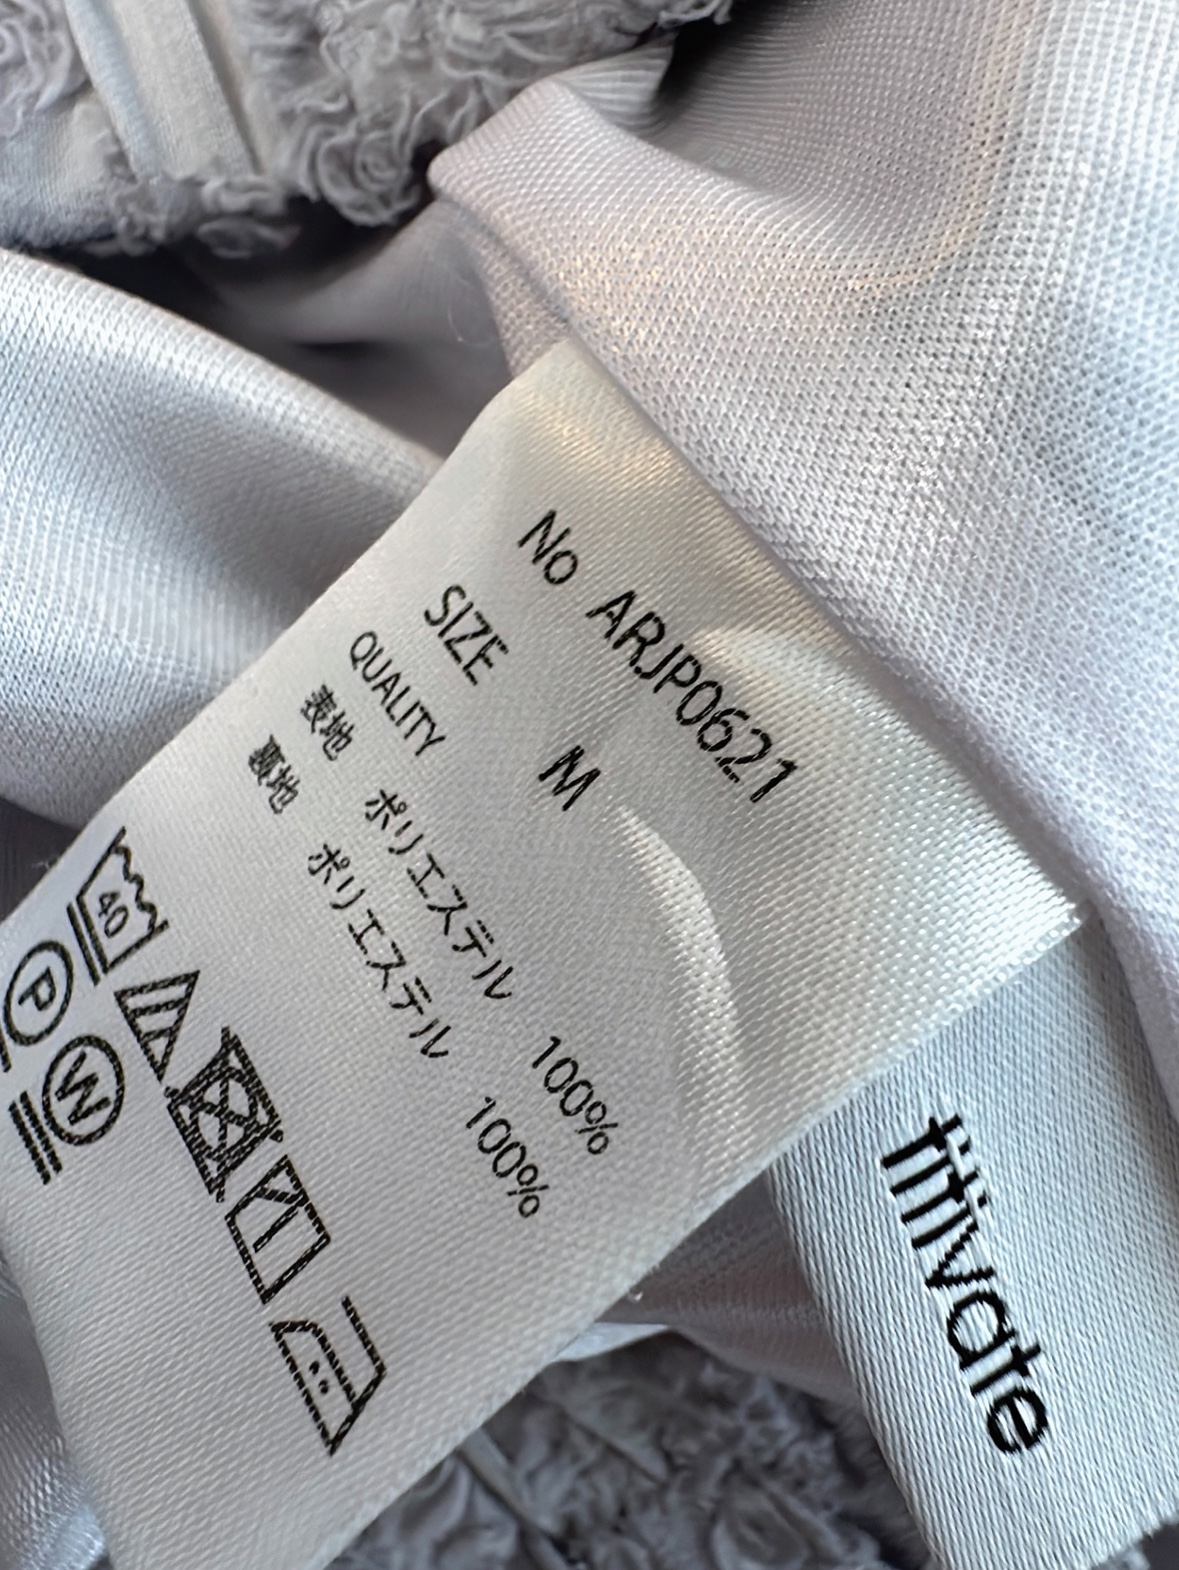 No ARJP0621
SIZE M
QUALITY
表地 ポリエステル 100%
裏地 ポリエステル 100%
40
P
W
titivate